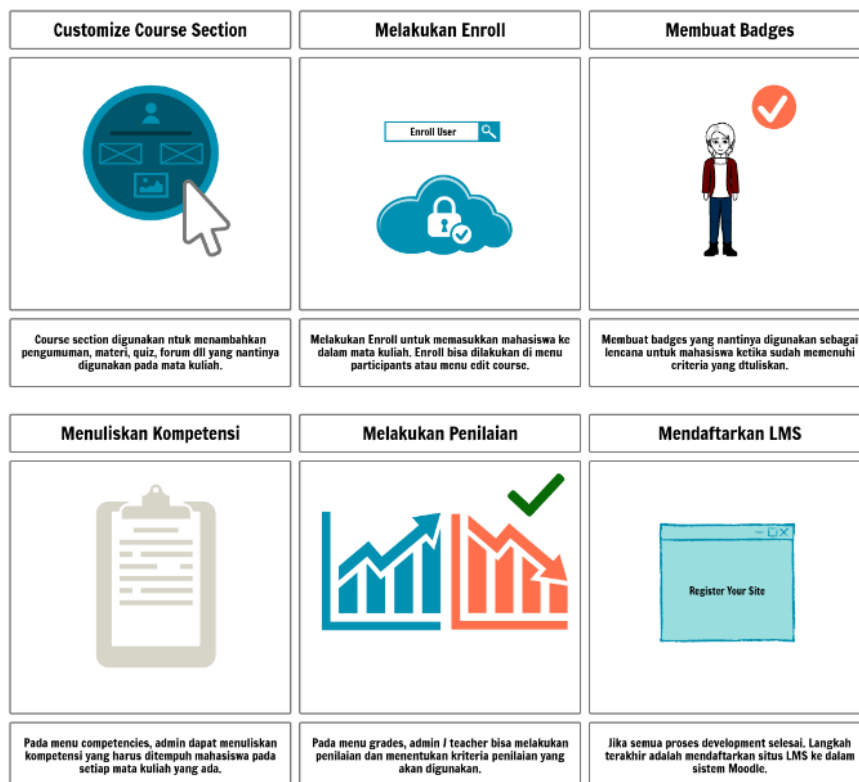 Customize Course Section
Melakukan Enroll
Membuat Badges
Enroll User
Course section digunakan ntuk menambahkan
pengumuman, materi, quiz, forum dll yang nantinya
digunakan pada mata kuliah.
Melakukan Enroll untuk memasukkan mahasiswa ke
dalam mata kuliah. Enroll bisa dilakukan di menu
participants atau menu edit course.
Membuat badges yang nantinya digunakan sebagai
lencana untuk mahasiswa ketika sudah memenuhi
criteria yang dtuliskan.
Menuliskan Kompetensi
Melakukan Penilaian
Mendaftarkan LMS
Register Your Site
Pada menu competencies, admin dapat menuliskan
kompetensi yang harus ditempuh mahasiswa pada
setiap mata kuliah yang ada.
Pada menu grades, admin / teacher bisa melakukan
penilaian dan menentukan kriteria penilaian yang
akan digunakan.
Jika semua proses development selesai. Langkah
terakhir adalah mendaftarkan situs LMS ke dalam
sistem Moodle.